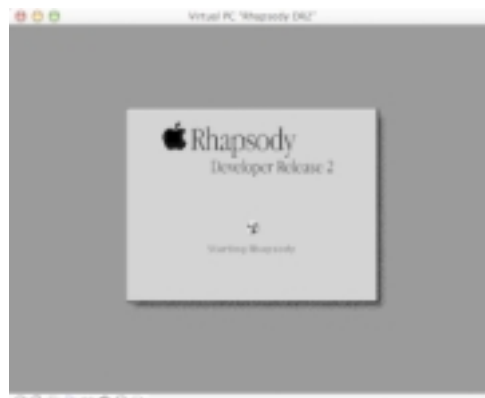 Virtual PC "Rhapsody DR2"
Rhapsody
Developer Release 2
Starting Rhapsody